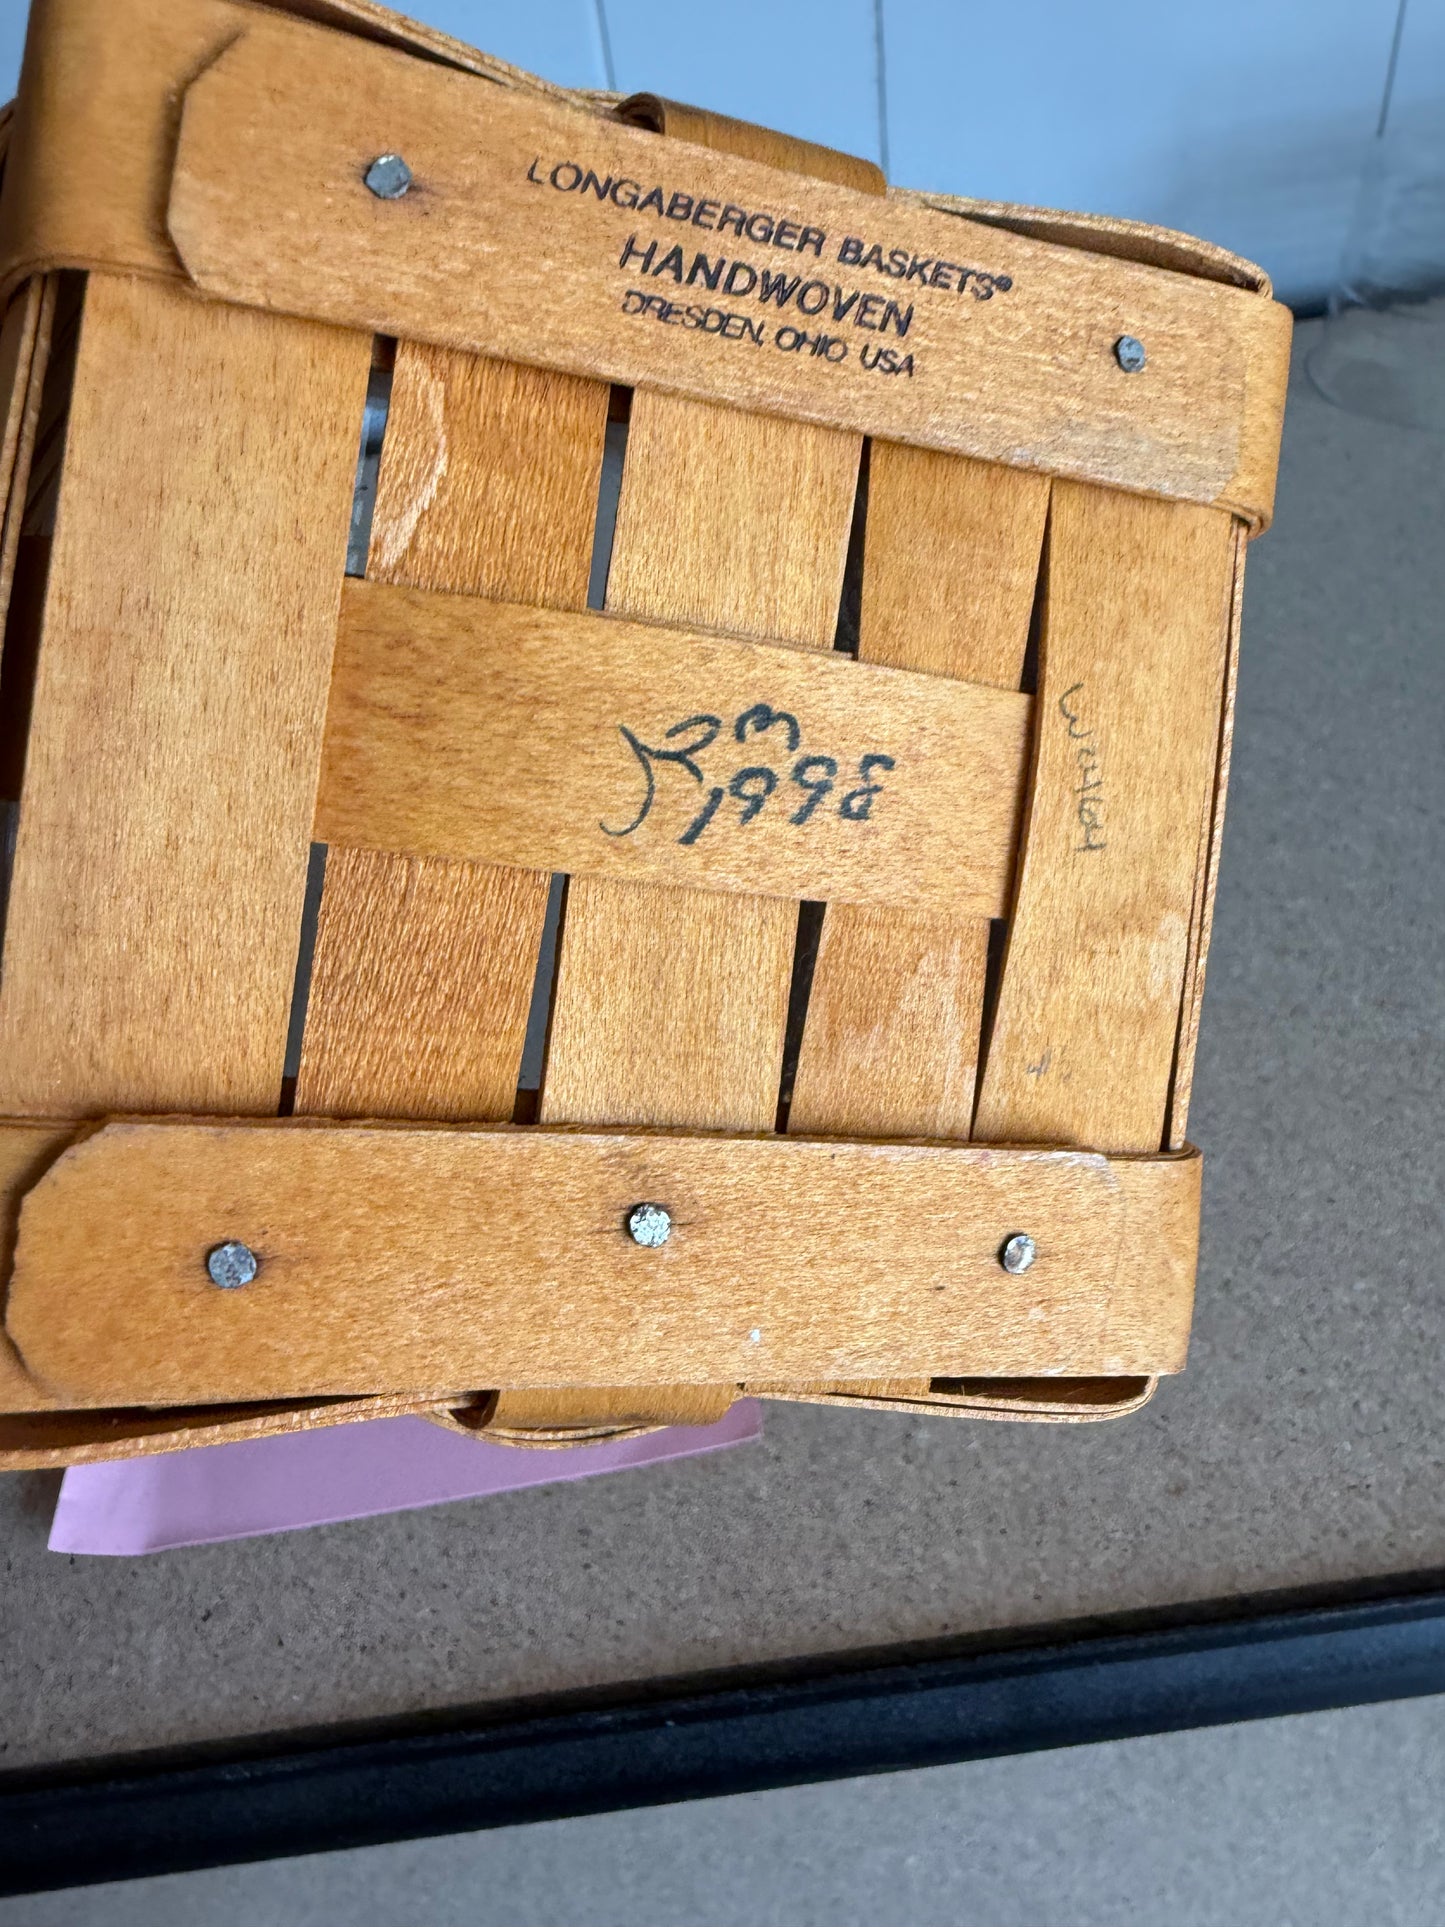 LONGABERGER BASKETS®
HANDWOVEN
DRESDEN, OHIO USA
1998